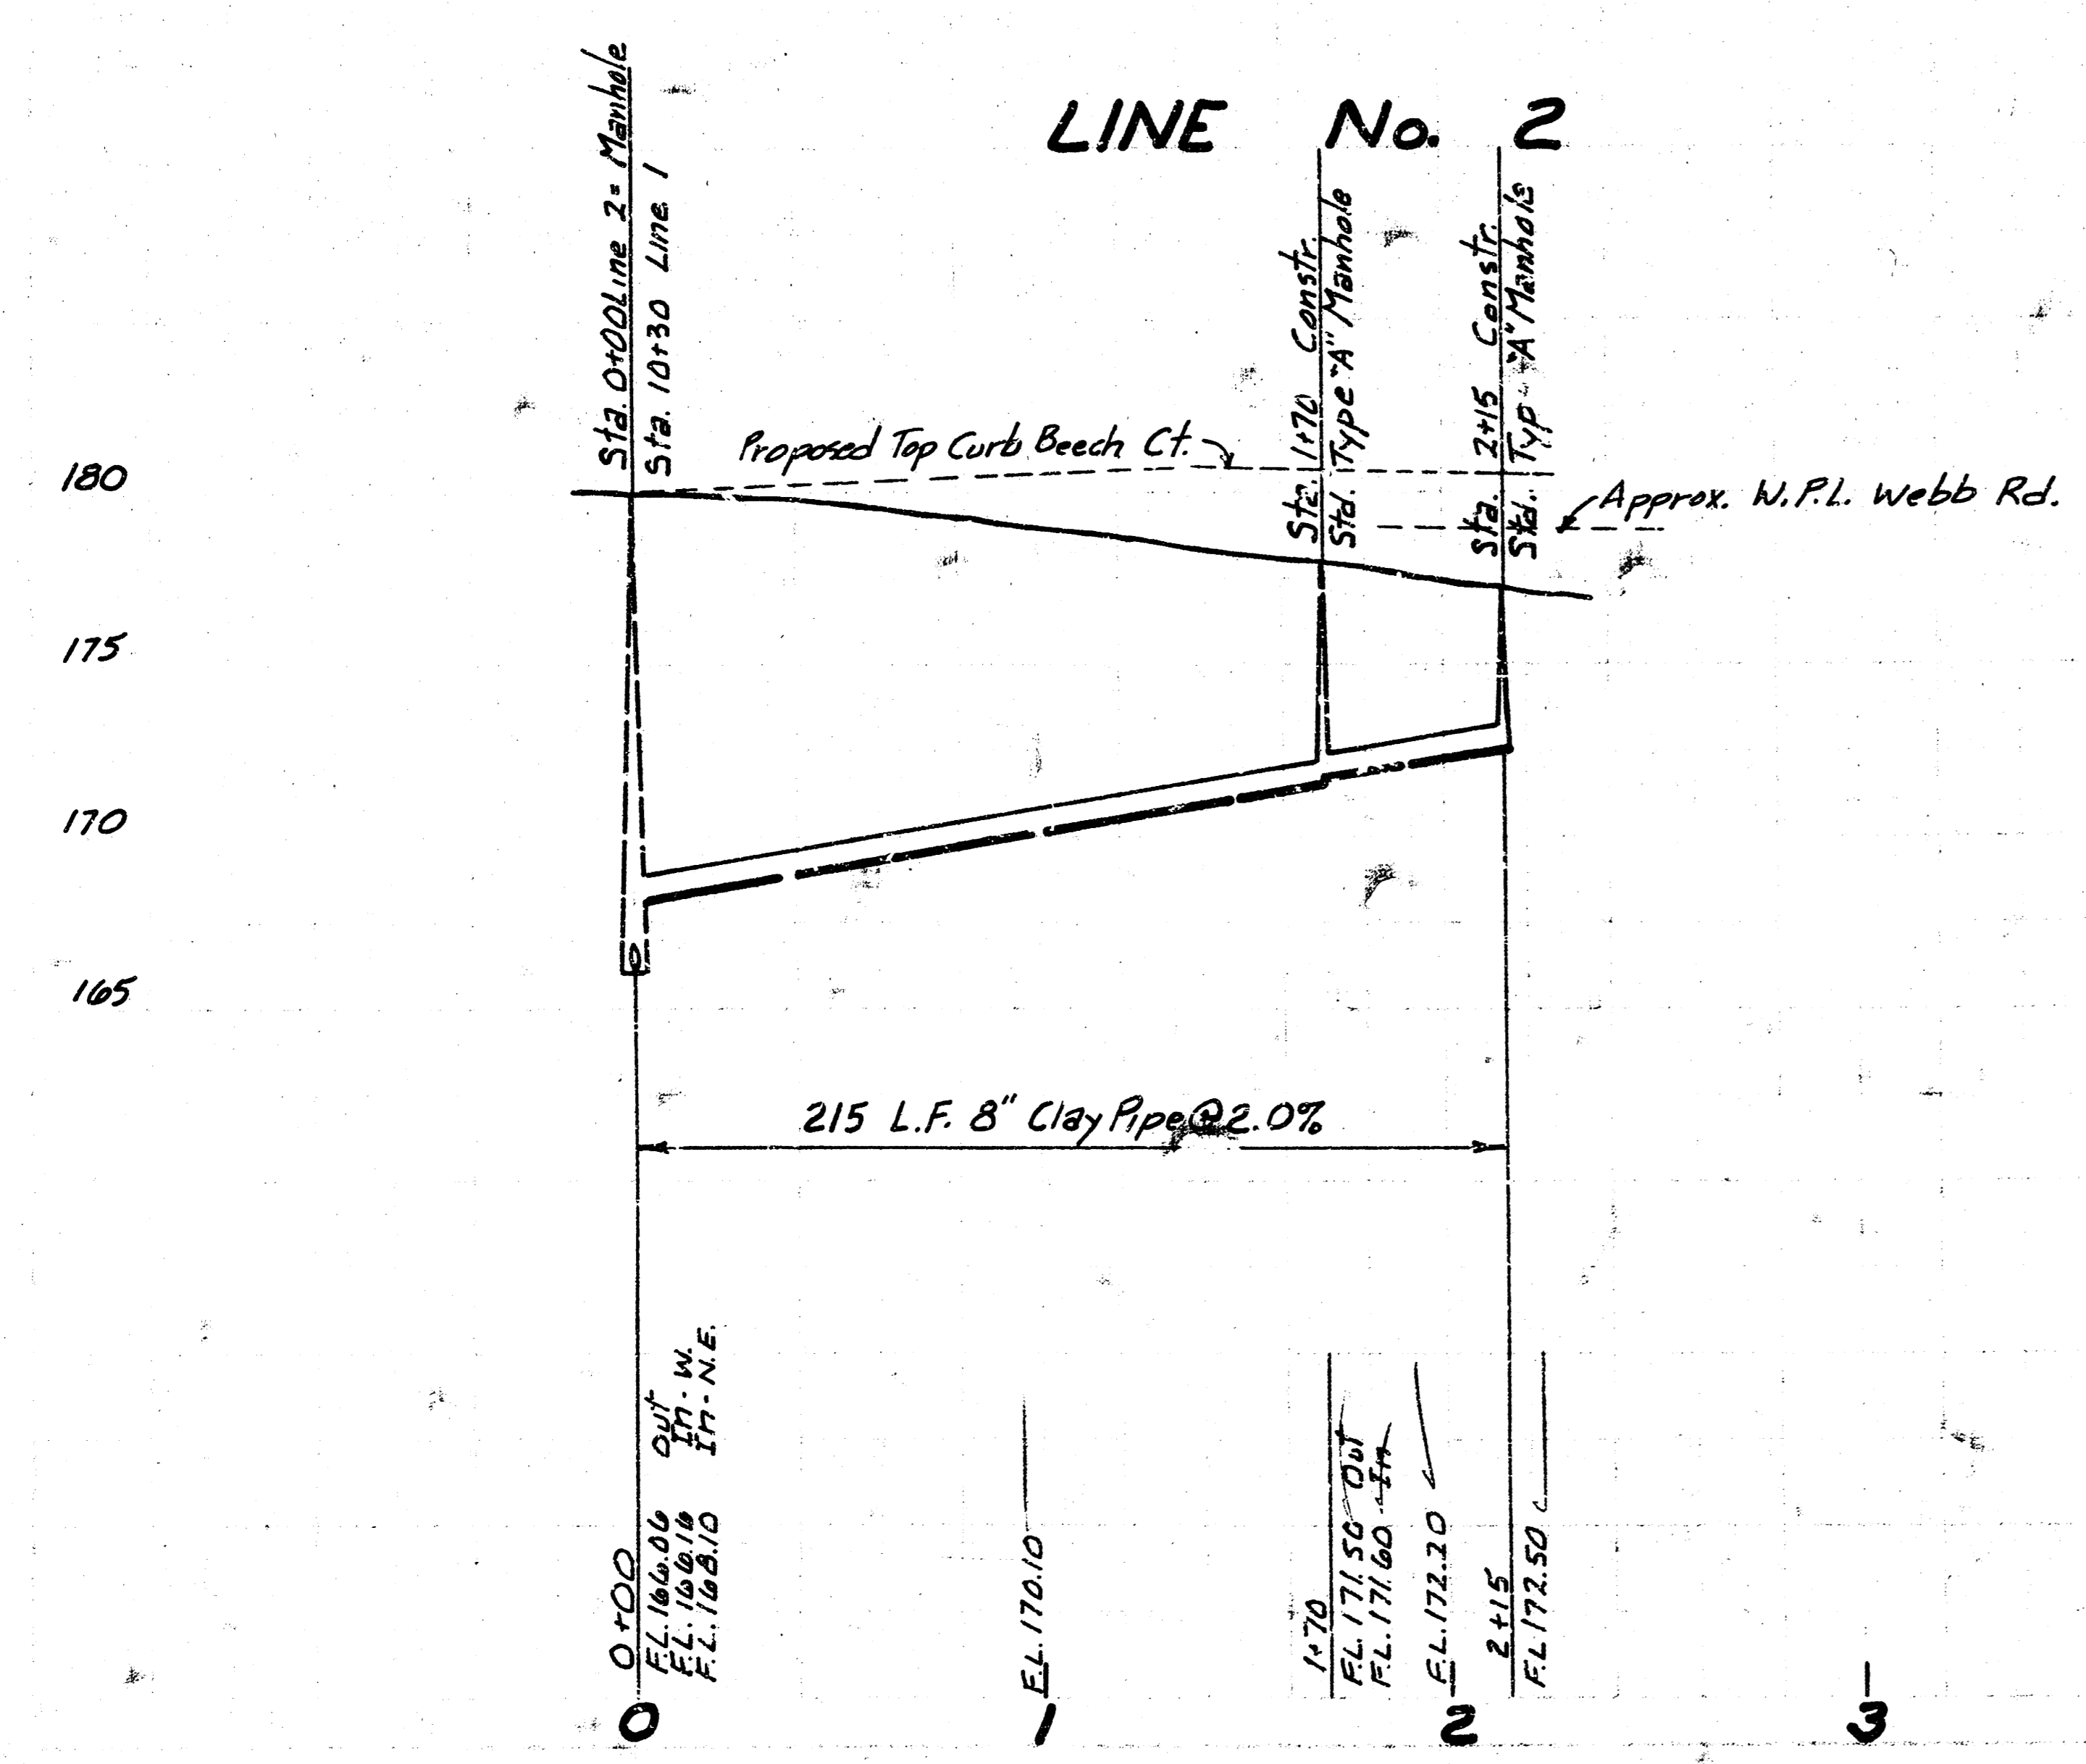 LINE No. 2
Sta. 0+00 Line 2 = Manhole
Sta. 10+30 Line 1
Sta. 1+70 Constr.
Std. Type "A" Manhole
Sta. 2+15 Constr.
Std. Typ "A" Manhole
Proposed Top Curb Beech Ct.
Approx. W.P.L. Webb Rd.
180
175
170
165
215 L.F. 8" Clay Pipe @ 2.0%
0+00
F.L. 166.06 Out
F.L. 166.16 In - W.
F.L. 168.10 In - N.E.
F.L. 170.10
1+70
F.L. 171.50 Out
F.L. 171.60 In
F.L. 172.20
2+15
F.L 172.50
0 1 2 3